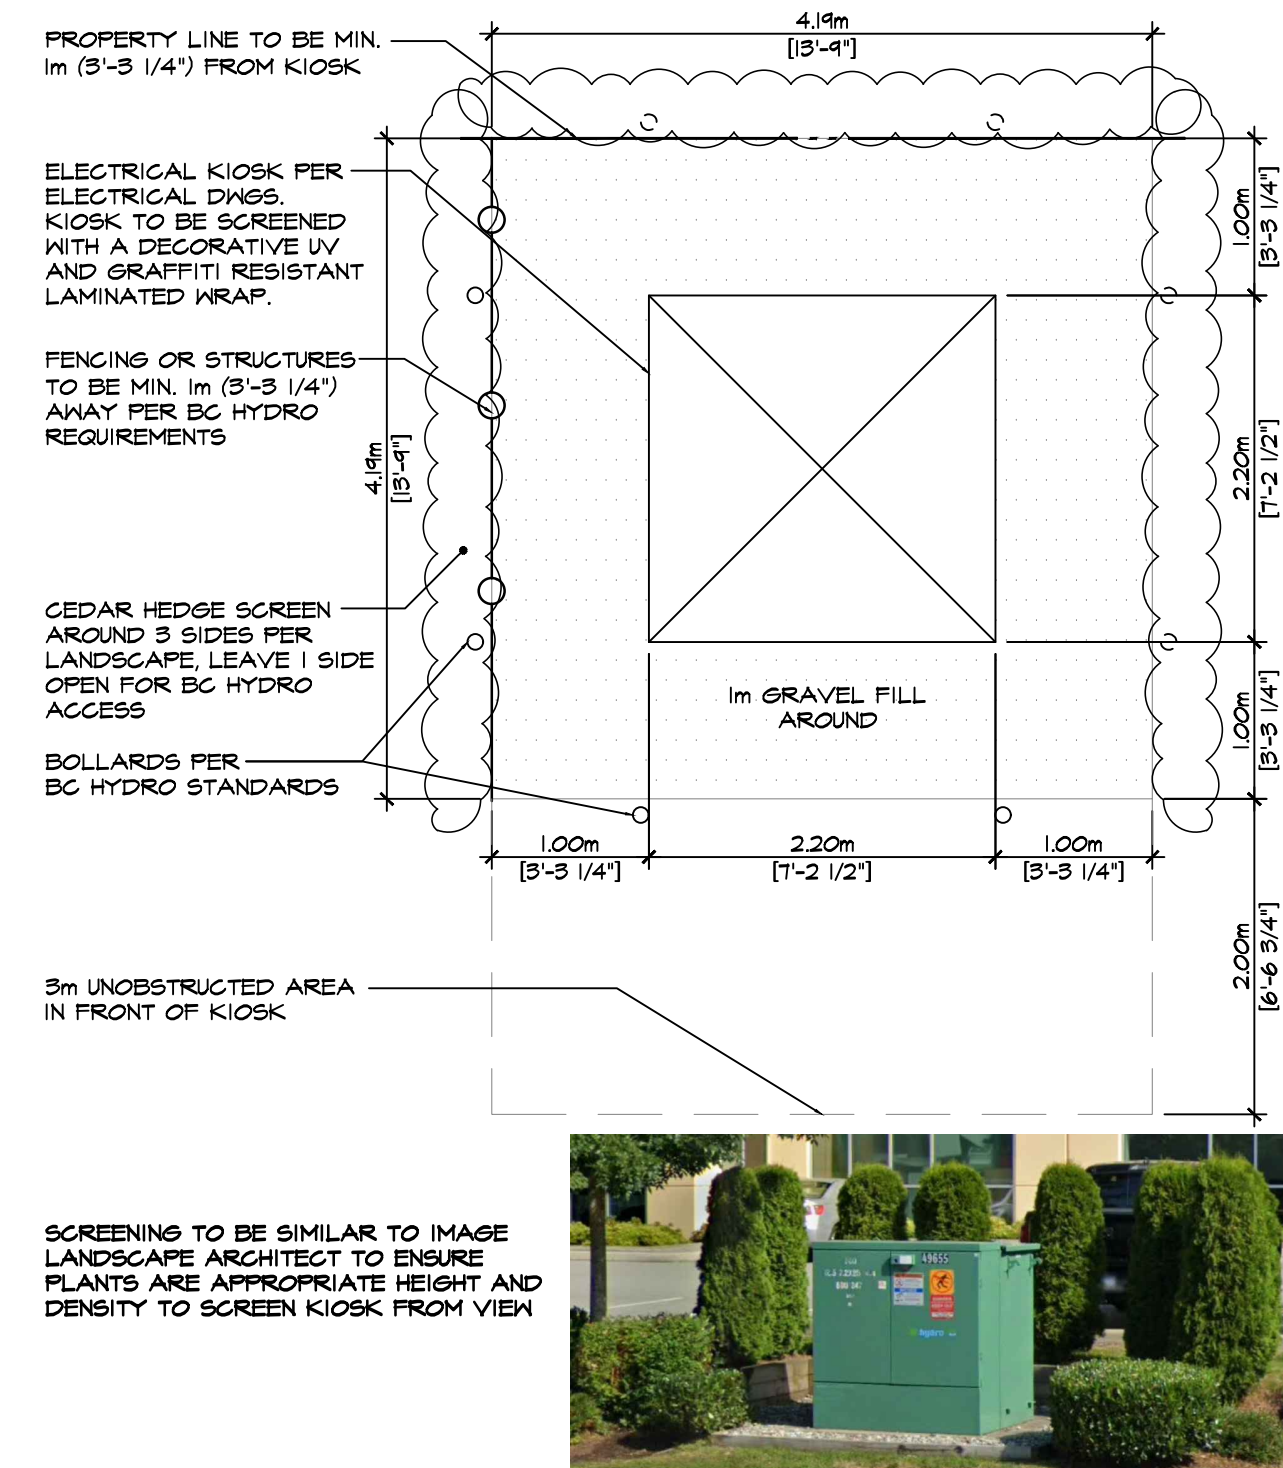 4.19m
[13'-9"]
PROPERTY LINE TO BE MIN.
1m (3'-3 1/4") FROM KIOSK
ELECTRICAL KIOSK PER
ELECTRICAL DWGS.
KIOSK TO BE SCREENED
WITH A DECORATIVE UV
AND GRAFFITI RESISTANT
LAMINATED WRAP.
1.00m
[3'-3 1/4"]
FENCING OR STRUCTURES
TO BE MIN. 1m (3'-3 1/4")
AWAY PER BC HYDRO
REQUIREMENTS
4.19m
[13'-9"]
2.20m
[7'-2 1/2"]
CEDAR HEDGE SCREEN
AROUND 3 SIDES PER
LANDSCAPE, LEAVE 1 SIDE
OPEN FOR BC HYDRO
ACCESS
1m GRAVEL FILL
AROUND
1.00m
[3'-3 1/4"]
BOLLARDS PER
BC HYDRO STANDARDS
1.00m
[3'-3 1/4"]
2.20m
[7'-2 1/2"]
1.00m
[3'-3 1/4"]
2.00m
[6'-6 3/4"]
3m UNOBSTRUCTED AREA
IN FRONT OF KIOSK
SCREENING TO BE SIMILAR TO IMAGE
LANDSCAPE ARCHITECT TO ENSURE
PLANTS ARE APPROPRIATE HEIGHT AND
DENSITY TO SCREEN KIOSK FROM VIEW
49655
hydro